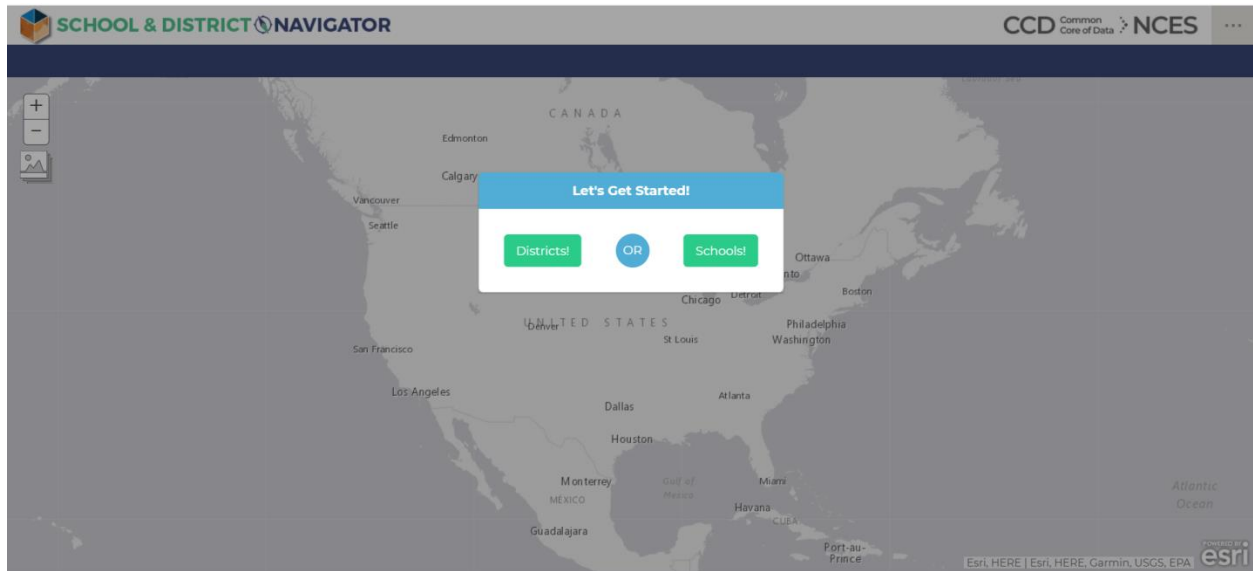 SCHOOL & DISTRICT NAVIGATOR
CCD Common Core of Data NCES
...
+
−
CANADA
Edmonton
Calgary
Vancouver
Seattle
Let's Get Started!
Districts!
OR
Schools!
Ottawa
nto
Boston
Chicago
Detroit
UNITED STATES
Denver
Philadelphia
St Louis
Washington
San Francisco
Los Angeles
Atlanta
Dallas
Houston
Monterrey
Gulf of
Mexico
Miami
MÉXICO
Havana
CUBA
Guadalajara
Port-au-
Prince
Atlantic
Ocean
Esri, HERE | Esri, HERE, Garmin, USGS, EPA
POWERED BY
esri